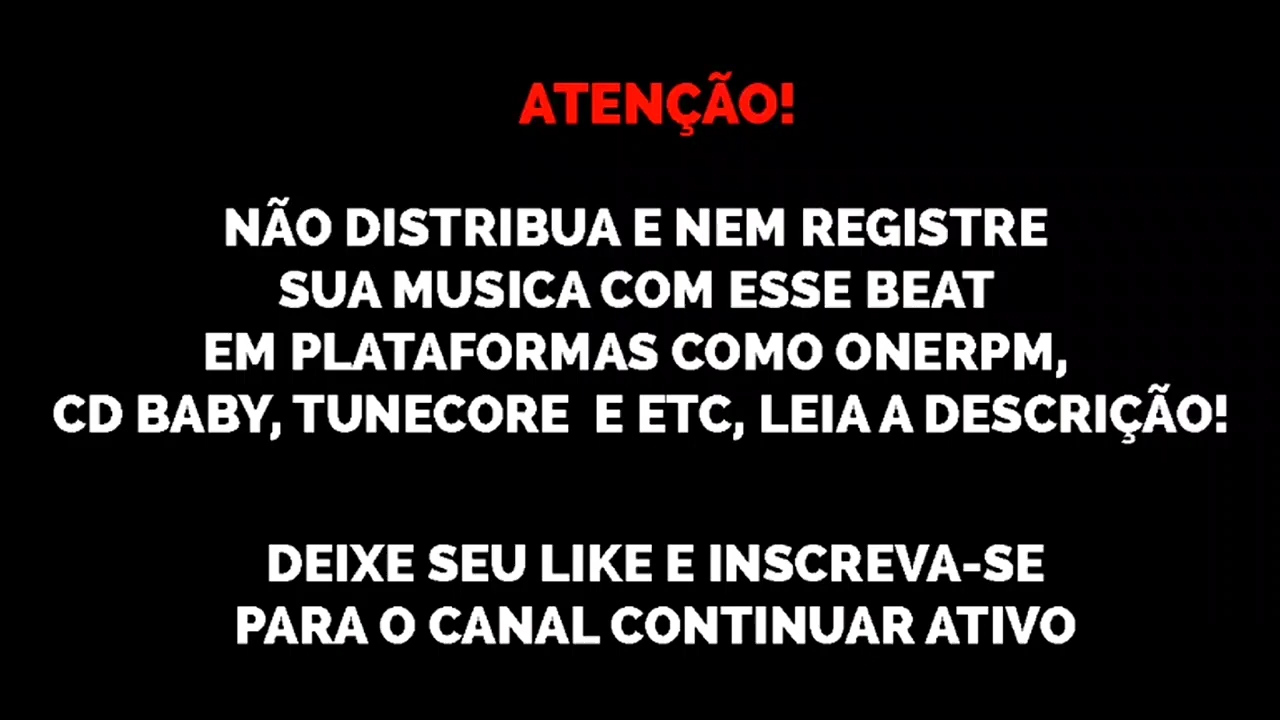 ATENÇÃO!
NÃO DISTRIBUA E NEM REGISTRE
SUA MUSICA COM ESSE BEAT
EM PLATAFORMAS COMO ONERPM,
CD BABY, TUNECORE E ETC, LEIA A DESCRIÇÃO!
DEIXE SEU LIKE E INSCREVA-SE
PARA O CANAL CONTINUAR ATIVO